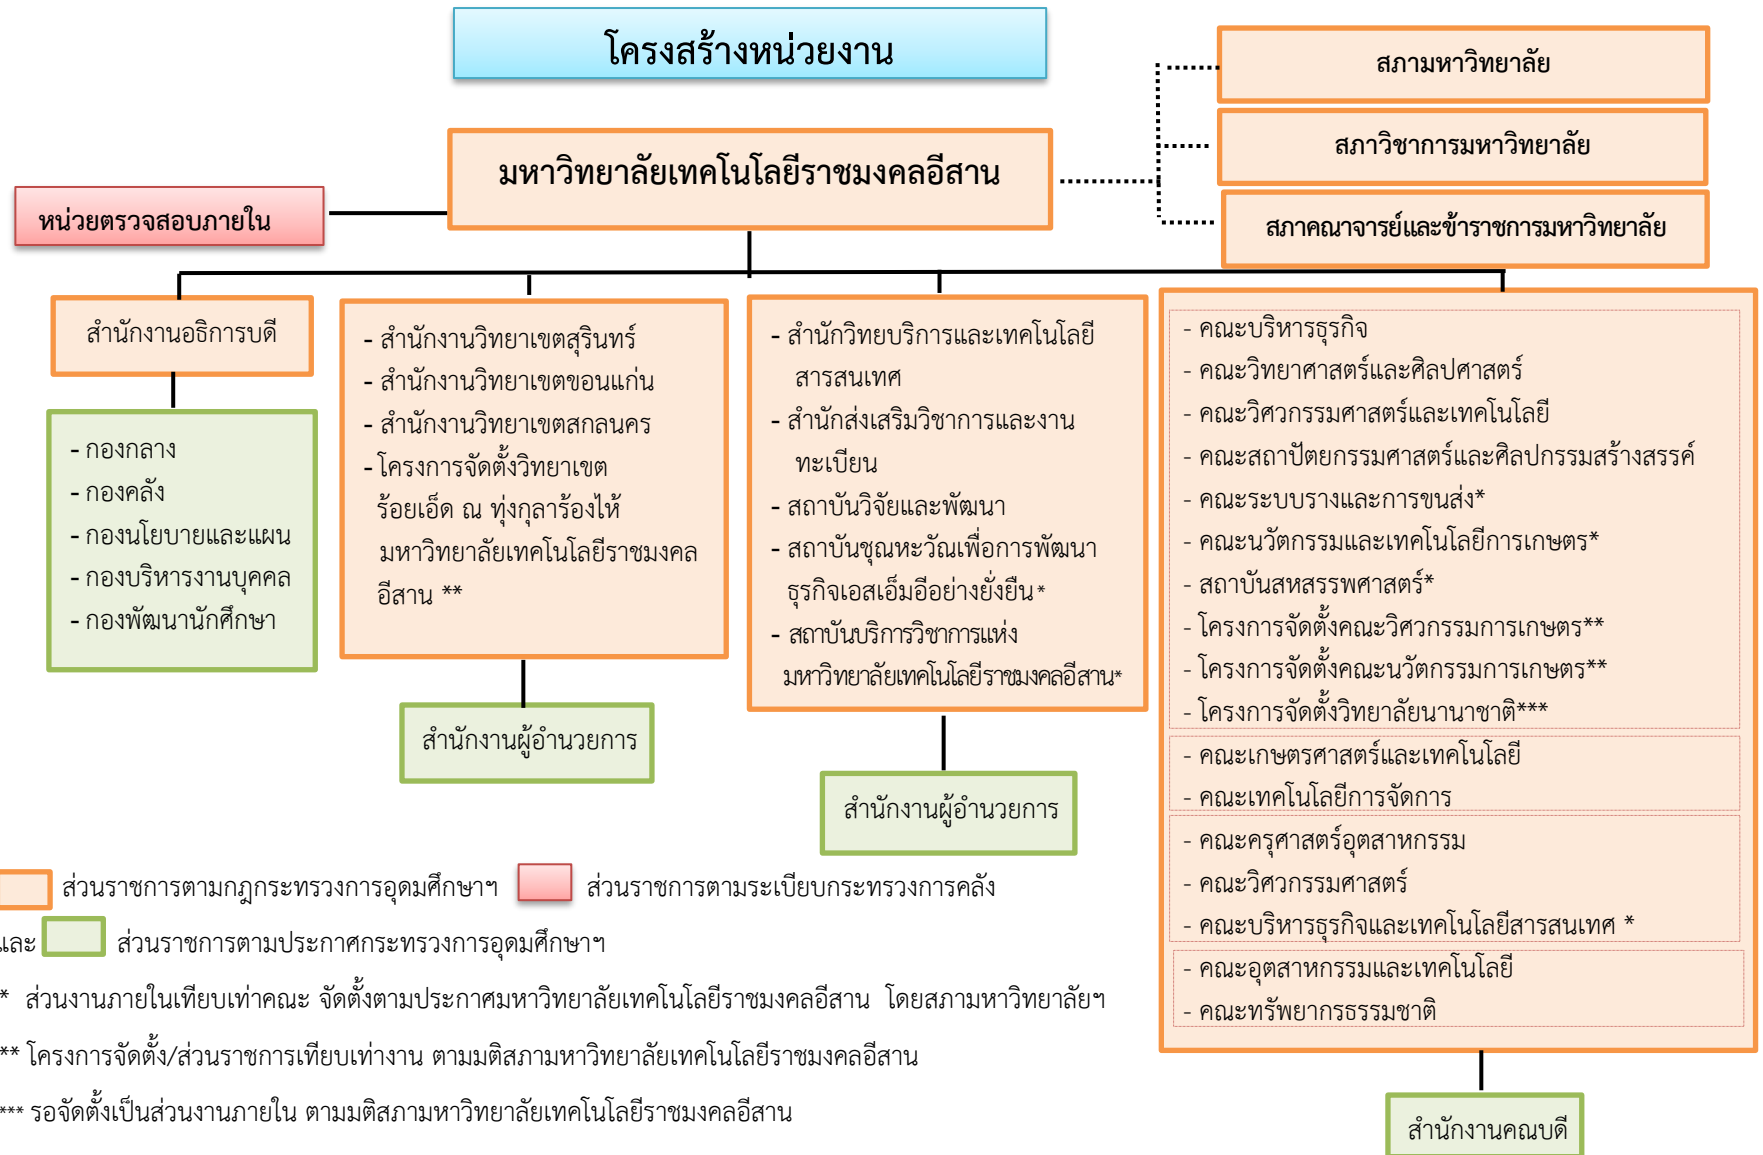 โครงสร้างหน่วยงาน
สภามหาวิทยาลัย
สภาวิชาการมหาวิทยาลัย
สภาคณาจารย์และข้าราชการมหาวิทยาลัย
มหาวิทยาลัยเทคโนโลยีราชมงคลอีสาน
หน่วยตรวจสอบภายใน
สำนักงานอธิการบดี
- กองกลาง
- กองคลัง
- กองนโยบายและแผน
- กองบริหารงานบุคคล
- กองพัฒนานักศึกษา
- สำนักงานวิทยาเขตสุรินทร์
- สำนักงานวิทยาเขตขอนแก่น
- สำนักงานวิทยาเขตสกลนคร
- โครงการจัดตั้งวิทยาเขต
ร้อยเอ็ด ณ ทุ่งกุลาร้องไห้
มหาวิทยาลัยเทคโนโลยีราชมงคล
อีสาน **
สำนักงานผู้อำนวยการ
- สำนักวิทยบริการและเทคโนโลยี
สารสนเทศ
- สำนักส่งเสริมวิชาการและงาน
ทะเบียน
- สถาบันวิจัยและพัฒนา
- สถาบันชุณหะวัณเพื่อการพัฒนา
ธุรกิจเอสเอ็มอีอย่างยั่งยืน*
- สถาบันบริการวิชาการแห่ง
มหาวิทยาลัยเทคโนโลยีราชมงคลอีสาน*
สำนักงานผู้อำนวยการ
- คณะบริหารธุรกิจ
- คณะวิทยาศาสตร์และศิลปศาสตร์
- คณะวิศวกรรมศาสตร์และเทคโนโลยี
- คณะสถาปัตยกรรมศาสตร์และศิลปกรรมสร้างสรรค์
- คณะระบบรางและการขนส่ง*
- คณะนวัตกรรมและเทคโนโลยีการเกษตร*
- สถาบันสหสรรพศาสตร์*
- โครงการจัดตั้งคณะวิศวกรรมการเกษตร**
- โครงการจัดตั้งคณะนวัตกรรมการเกษตร**
- โครงการจัดตั้งวิทยาลัยนานาชาติ***
- คณะเกษตรศาสตร์และเทคโนโลยี
- คณะเทคโนโลยีการจัดการ
- คณะครุศาสตร์อุตสาหกรรม
- คณะวิศวกรรมศาสตร์
- คณะบริหารธุรกิจและเทคโนโลยีสารสนเทศ *
- คณะอุตสาหกรรมและเทคโนโลยี
- คณะทรัพยากรธรรมชาติ
สำนักงานคณบดี
ส่วนราชการตามกฎกระทรวงการอุดมศึกษาฯ ส่วนราชการตามระเบียบกระทรวงการคลัง
และ ส่วนราชการตามประกาศกระทรวงการอุดมศึกษาฯ
* ส่วนงานภายในเทียบเท่าคณะ จัดตั้งตามประกาศมหาวิทยาลัยเทคโนโลยีราชมงคลอีสาน โดยสภามหาวิทยาลัยฯ
** โครงการจัดตั้ง/ส่วนราชการเทียบเท่างาน ตามมติสภามหาวิทยาลัยเทคโนโลยีราชมงคลอีสาน
*** รอจัดตั้งเป็นส่วนงานภายใน ตามมติสภามหาวิทยาลัยเทคโนโลยีราชมงคลอีสาน